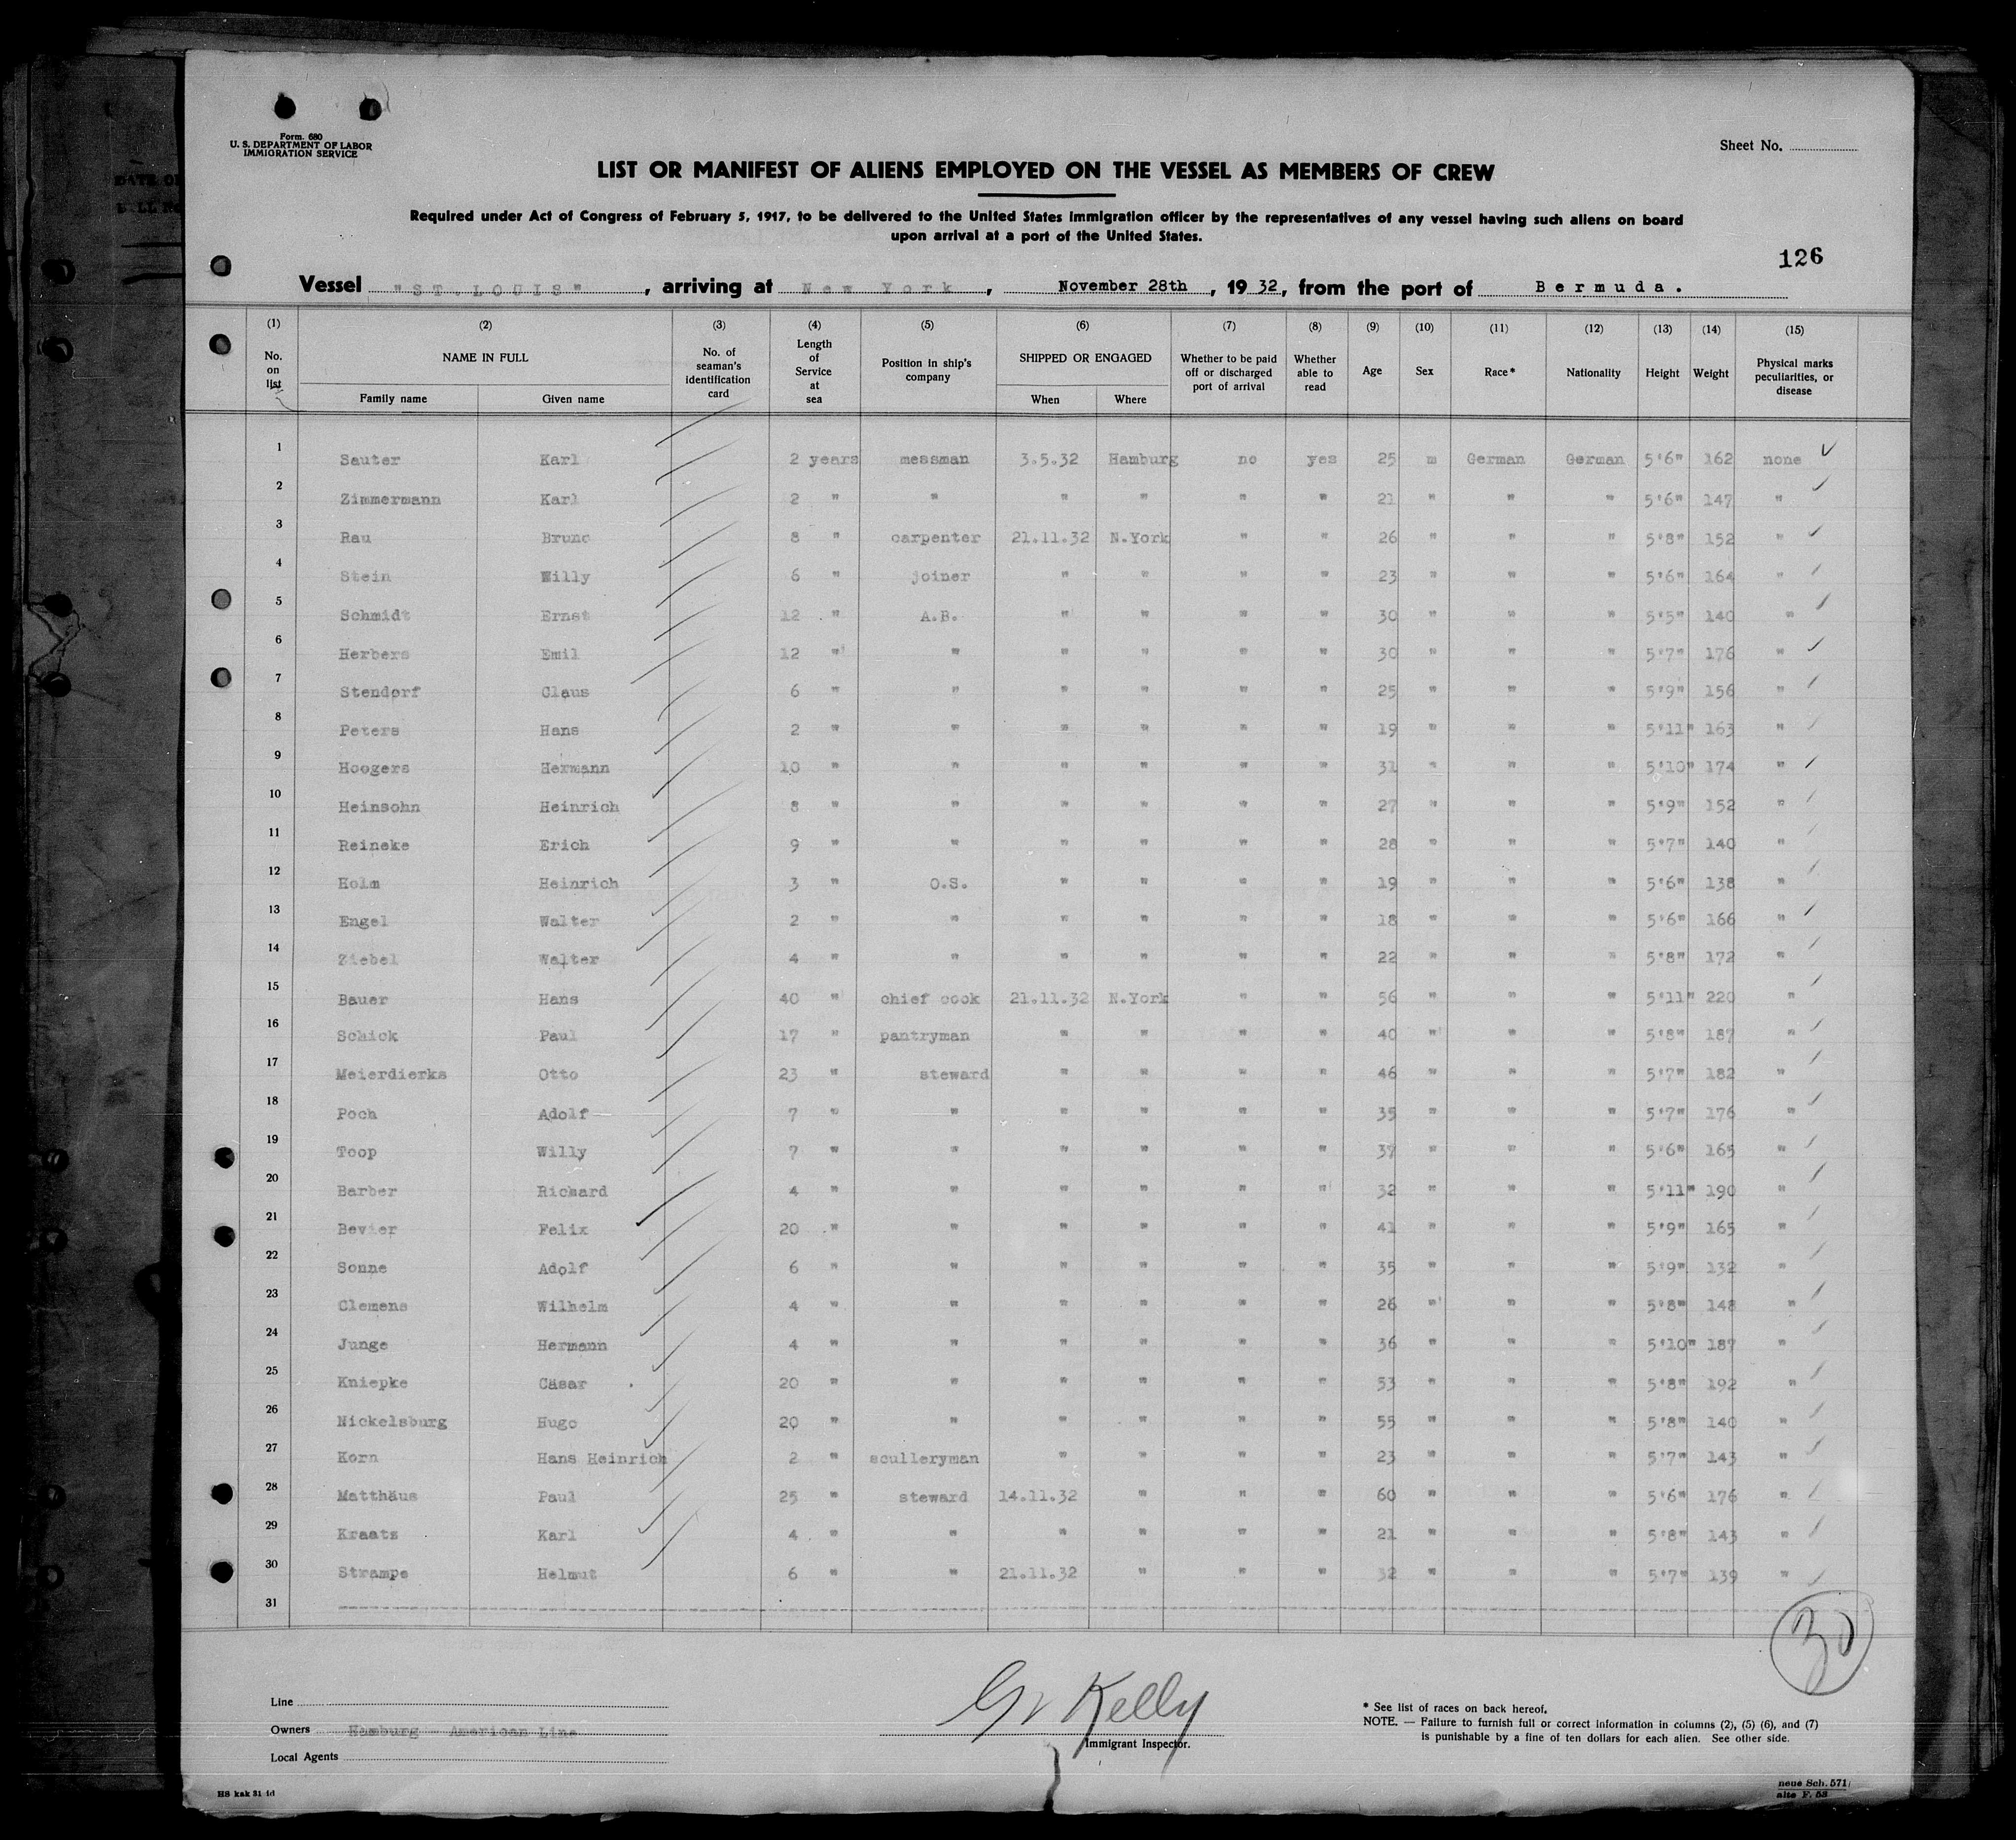 Form. 680
U. S. DEPARTMENT OF LABOR
IMMIGRATION SERVICE
Sheet No.
LIST OR MANIFEST OF ALIENS EMPLOYED ON THE VESSEL AS MEMBERS OF CREW
Required under Act of Congress of February 5, 1917, to be delivered to the United States immigration officer by the representatives of any vessel having such aliens on board
upon arrival at a port of the United States.
126
Vessel "ST.LOUIS" , arriving at New York , November 28th , 19 32, from the port of Bermuda.
(1) (2) (3) (4) (5) (6) (7) (8) (9) (10) (11) (12) (13) (14) (15)
No. on list NAME IN FULL Family name Given name No. of seaman's identification card Length of Service at sea Position in ship's company SHIPPED OR ENGAGED When Where Whether to be paid off or discharged port of arrival Whether able to read Age Sex Race* Nationality Height Weight Physical marks peculiarities, or disease
1 Sauter Karl 2 years messman 3.5.32 Hamburg no yes 25 m German German 5'6" 162 none
2 Zimmermann Karl 2 " " " " " " 21 " " " 5'6" 147 "
3 Rau Bruno 8 " carpenter 21.11.32 N.York " " 26 " " " 5'8" 152 "
4 Stein Willy 6 " joiner " " " " 23 " " " 5'6" 164 "
5 Schmidt Ernst 12 " A.B. " " " " 30 " " " 5'5" 140 "
6 Herbers Emil 12 " " " " " " 30 " " " 5'7" 176 "
7 Stendorf Claus 6 " " " " " " 25 " " " 5'9" 156 "
8 Peters Hans 2 " " " " " " 19 " " " 5'11" 163 "
9 Hoogers Hermann 10 " " " " " " 31 " " " 5'10" 174 "
10 Heinsohn Heinrich 8 " " " " " " 27 " " " 5'9" 152 "
11 Reineke Erich 9 " " " " " " 28 " " " 5'7" 140 "
12 Holm Heinrich 3 " O.S. " " " " 19 " " " 5'6" 138 "
13 Engel Walter 2 " " " " " " 18 " " " 5'6" 166 "
14 Ziebel Walter 4 " " " " " " 22 " " " 5'8" 172 "
15 Bauer Hans 40 " chief cook 21.11.32 N.York " " 56 " " " 5'11" 220 "
16 Schick Paul 17 " pantryman " " " " 40 " " " 5'8" 187 "
17 Meierdierks Otto 23 " steward " " " " 46 " " " 5'7" 182 "
18 Poch Adolf 7 " " " " " " 35 " " " 5'7" 176 "
19 Toop Willy 7 " " " " " " 37 " " " 5'6" 165 "
20 Barber Richard 4 " " " " " " 32 " " " 5'11" 190 "
21 Bevier Felix 20 " " " " " " 41 " " " 5'9" 165 "
22 Sonne Adolf 6 " " " " " " 35 " " " 5'9" 132 "
23 Clemens Wilhelm 4 " " " " " " 26 " " " 5'8" 148 "
24 Junge Hermann 4 " " " " " " 36 " " " 5'10" 187 "
25 Kniepke Cäsar 20 " " " " " " 53 " " " 5'8" 192 "
26 Nickelsburg Hugo 20 " " " " " " 55 " " " 5'8" 140 "
27 Korn Hans Heinrich 2 " sculleryman " " " " 23 " " " 5'7" 143 "
28 Matthäus Paul 25 " steward 14.11.32 " " " 60 " " " 5'6" 176 "
29 Kraatz Karl 4 " " " " " " 21 " " " 5'8" 143 "
30 Strampe Helmut 6 " " 21.11.32 " " " 32 " " " 5'7" 139 "
31
30
Line
Owners Hamburg - American Line
Local Agents
Kelly
Immigrant Inspector.
* See list of races on back hereof.
NOTE. — Failure to furnish full or correct information in columns (2), (5) (6), and (7)
is punishable by a fine of ten dollars for each alien. See other side.
HS kak 31 td
neue Sch. 571
alte F. 53